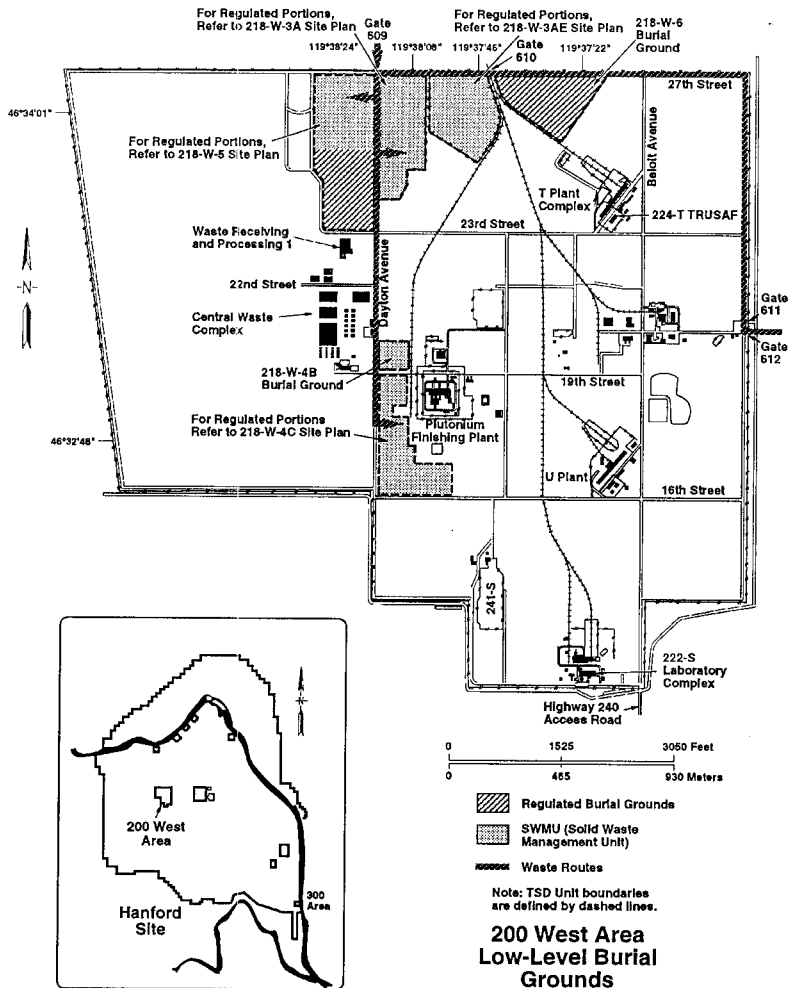 For Regulated Portions,
Refer to 218-W-3A Site Plan
Gate
609
For Regulated Portions,
Refer to 218-W-3AE Site Plan
Gate
610
218-W-6
Burial
Ground
119°38'24"
119°38'08"
119°37'46"
119°37'22"
27th Street
46°34'01"
For Regulated Portions,
Refer to 218-W-5 Site Plan
Beloit Avenue
T Plant
Complex
224-T TRUSAF
23rd Street
Waste Receiving
and Processing 1
-N-
22nd Street
Dayton Avenue
Central Waste
Complex
Gate
611
Gate
612
218-W-4B
Burial Ground
19th Street
For Regulated Portions
Refer to 218-W-4C Site Plan
Plutonium
Finishing Plant
46°32'48"
U Plant
16th Street
241-S
222-S
Laboratory
Complex
Highway 240
Access Road
0 1525 3050 Feet
0 465 930 Meters
Regulated Burial Grounds
SWMU (Solid Waste
Management Unit)
Waste Routes
Note: TSD Unit boundaries
are defined by dashed lines.
200 West Area
Low-Level Burial
Grounds
-N-
200 West
Area
300
Area
Hanford
Site